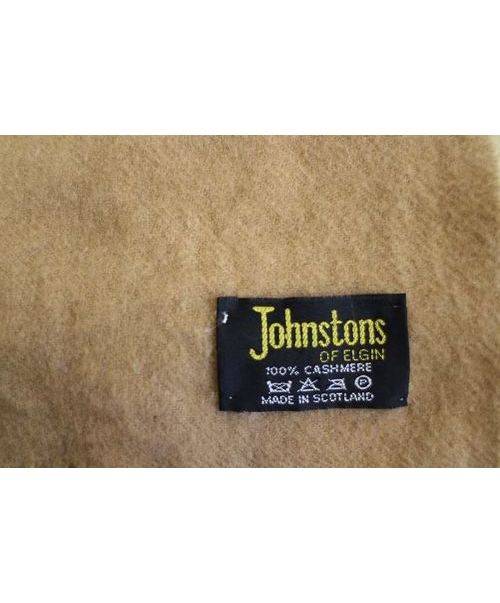 Johnstons
OF ELGIN
100% CASHMERE
P
MADE IN SCOTLAND